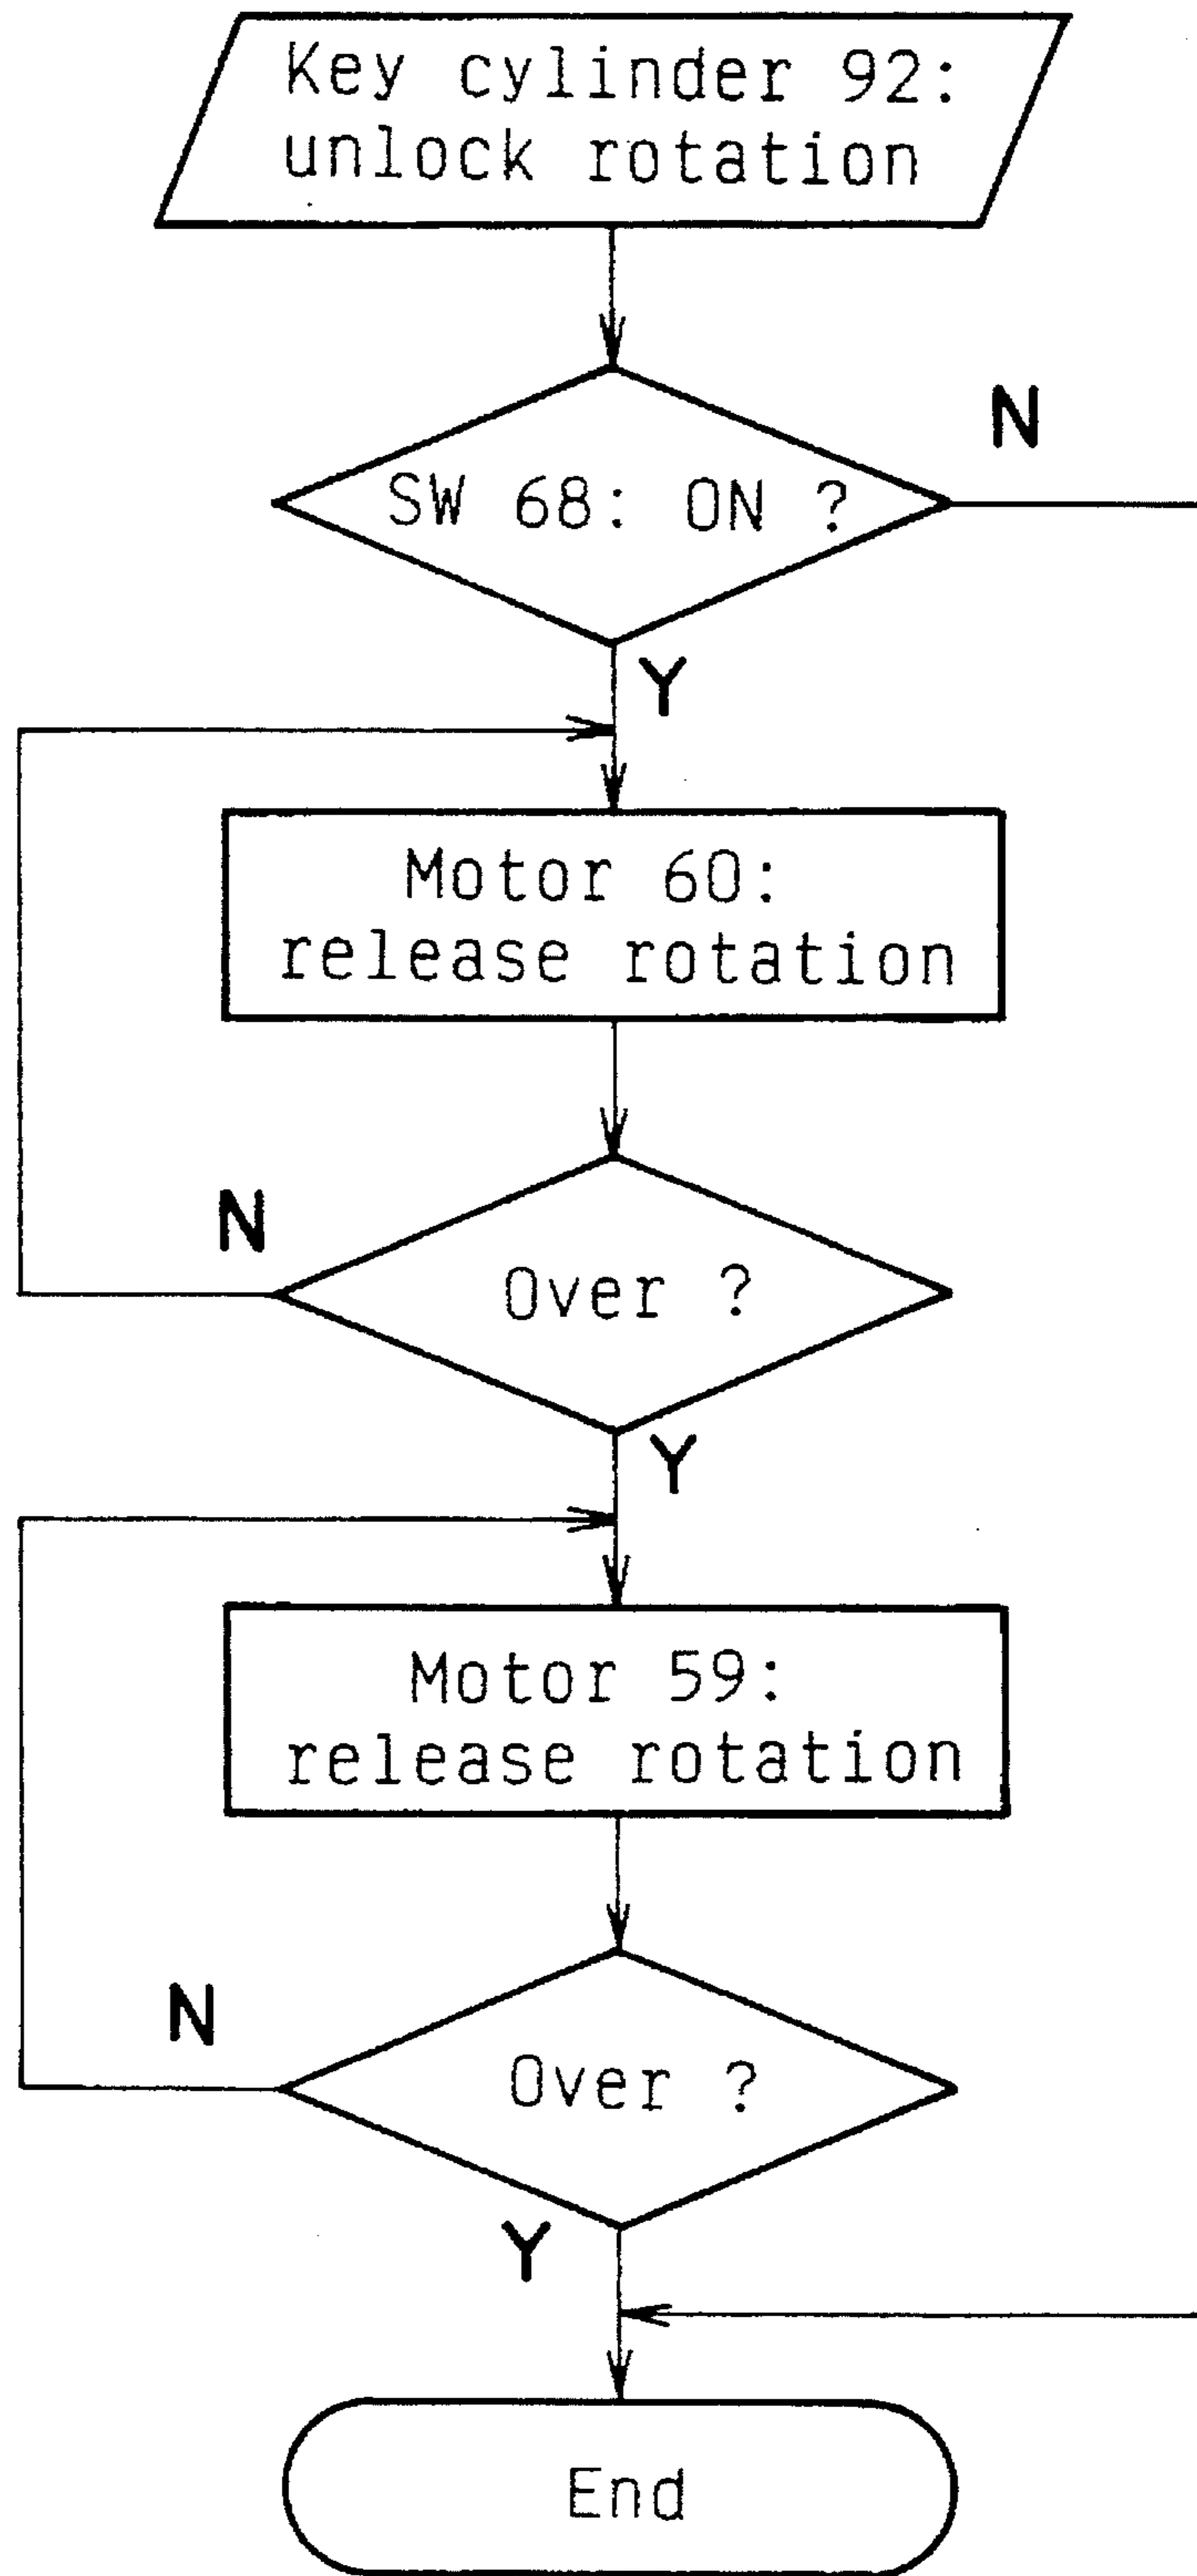 Key cylinder 92:
unlock rotation
N
SW 68: ON ?
Y
Motor 60:
release rotation
N
Over ?
Y
Motor 59:
release rotation
N
Over ?
Y
End